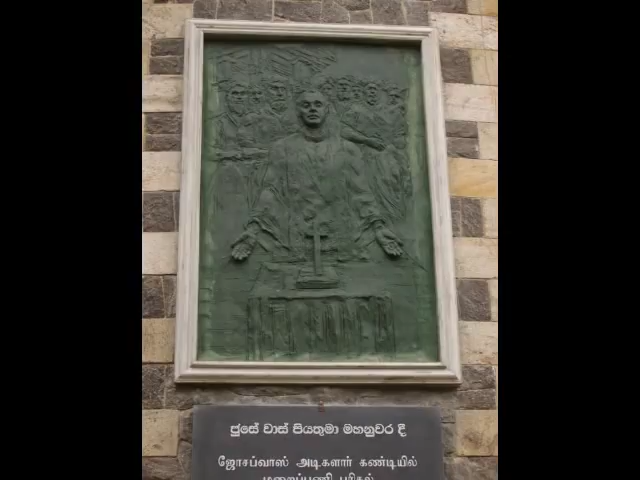 ජුසේ වාස් පියතුමා මහනුවර දී
ஜோசப்வாஸ் அடிகளார் கண்டியில்